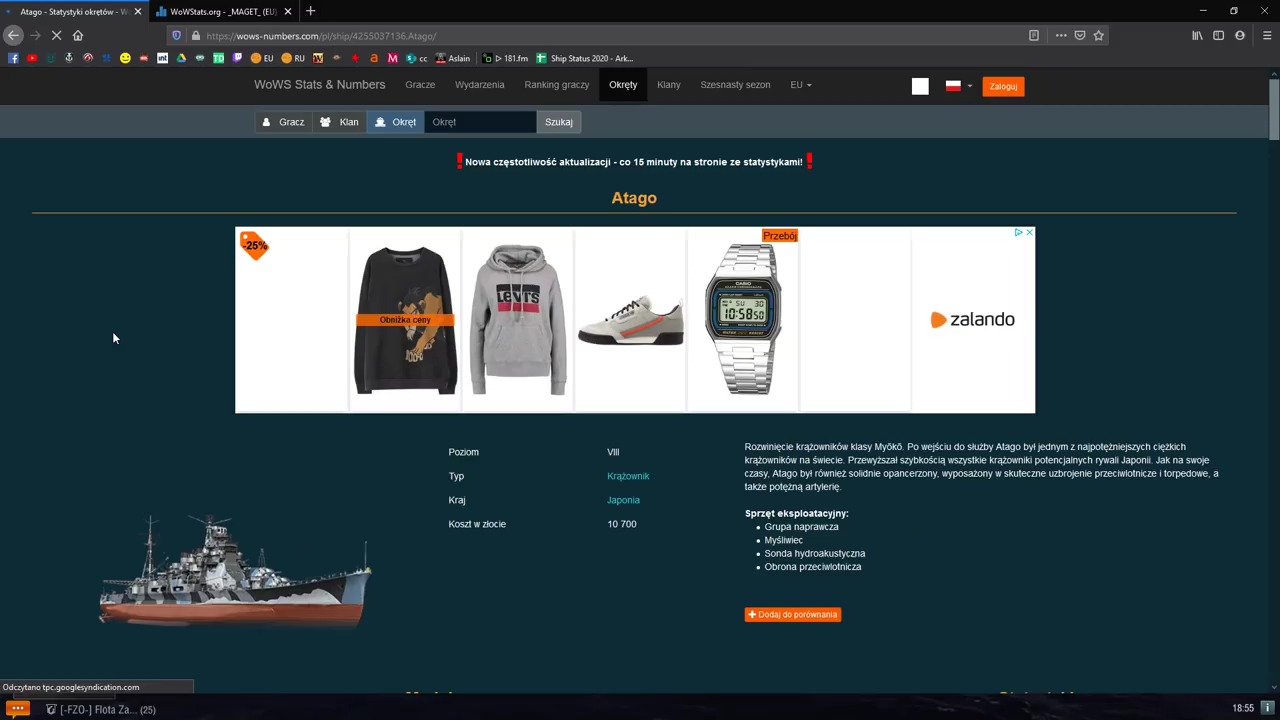 Atago - Statystyki okrętów - W
WoWStats.org - _MAGET_ (EU)
https://wows-numbers.com/pl/ship/4255037136,Atago/
EU
RU
cc
Aslain
181.fm
Ship Status 2020 - Ark...
WoWS Stats & Numbers
Gracze
Wydarzenia
Ranking graczy
Okręty
Klany
Szesnasty sezon
EU
Zaloguj
Gracz
Klan
Okręt
Okręt
Szukaj
Nowa częstotliwość aktualizacji - co 15 minuty na stronie ze statystykami!
Atago
-25%
Obniżka ceny
LEVI'S
Przebój
CASIO
10:58 50
zalando
Poziom VIII
Typ Krążownik
Kraj Japonia
Koszt w złocie 10 700
Rozwinięcie krążowników klasy Myōkō. Po wejściu do służby Atago był jednym z najpotężniejszych ciężkich
krążowników na świecie. Przewyższał szybkością wszystkie krążowniki potencjalnych rywali Japonii. Jak na swoje
czasy, Atago był również solidnie opancerzony, wyposażony w skuteczne uzbrojenie przeciwlotnicze i torpedowe, a
także potężną artylerię.
Sprzęt eksploatacyjny:
Grupa naprawcza
Myśliwiec
Sonda hydroakustyczna
Obrona przeciwlotnicza
Dodaj do porównania
Odczytano tpc.googlesyndication.com
[-FZO-] Flota Za... (25)
18:55